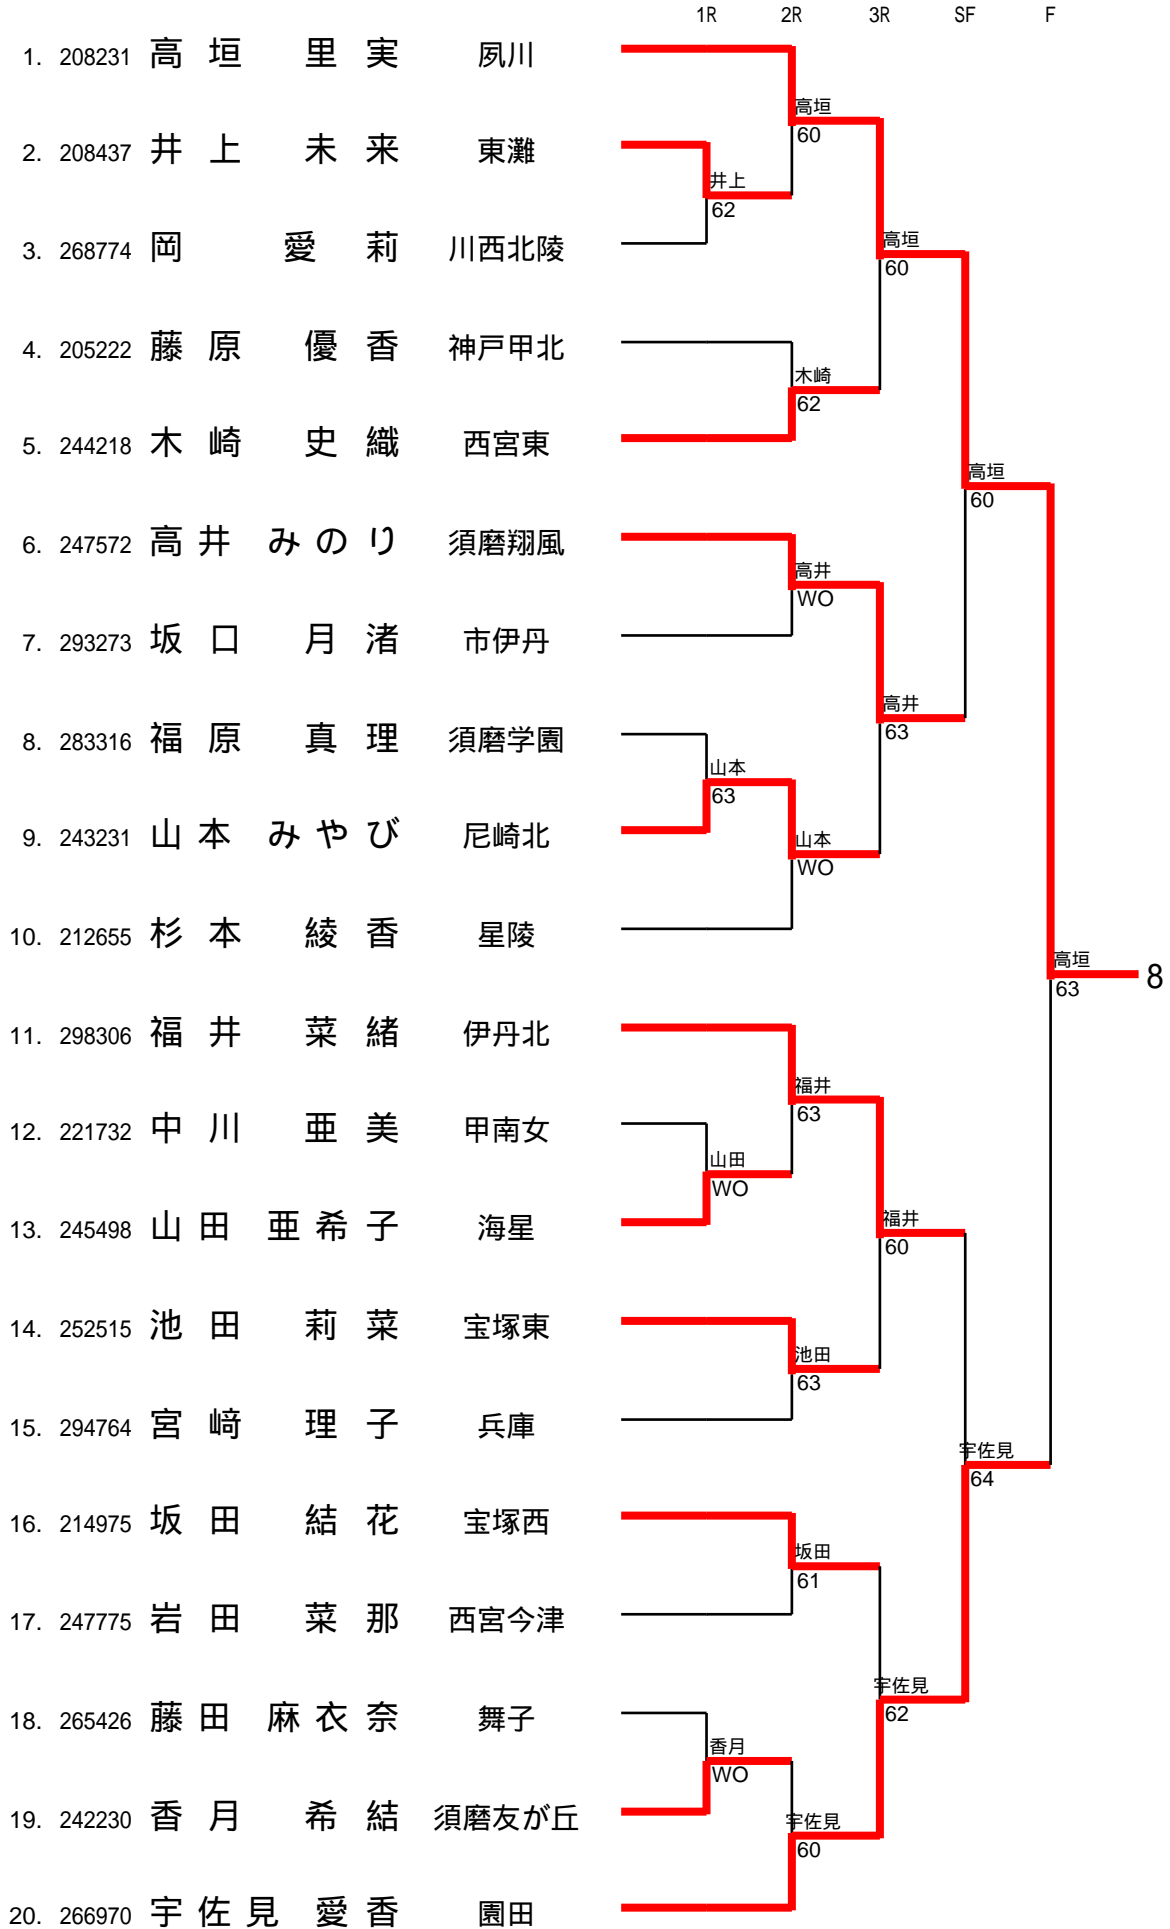 1R 2R 3R SF F
1. 208231 高垣 里実 夙川
高垣
60
2. 208437 井上 未来 東灘
井上
62
3. 268774 岡 愛莉 川西北陵
高垣
60
4. 205222 藤原 優香 神戸甲北
木崎
62
5. 244218 木崎 史織 西宮東
高垣
60
6. 247572 高井 みのり 須磨翔風
高井
WO
7. 293273 坂口 月渚 市伊丹
高井
63
8. 283316 福原 真理 須磨学園
山本
63
9. 243231 山本 みやび 尼崎北
山本
WO
10. 212655 杉本 綾香 星陵
高垣
63
8
11. 298306 福井 菜緒 伊丹北
福井
63
12. 221732 中川 亜美 甲南女
山田
WO
13. 245498 山田 亜希子 海星
福井
60
14. 252515 池田 莉菜 宝塚東
池田
63
15. 294764 宮﨑 理子 兵庫
宇佐見
64
16. 214975 坂田 結花 宝塚西
坂田
61
17. 247775 岩田 菜那 西宮今津
宇佐見
62
18. 265426 藤田 麻衣奈 舞子
香月
WO
19. 242230 香月 希結 須磨友が丘
宇佐見
60
20. 266970 宇佐見 愛香 園田